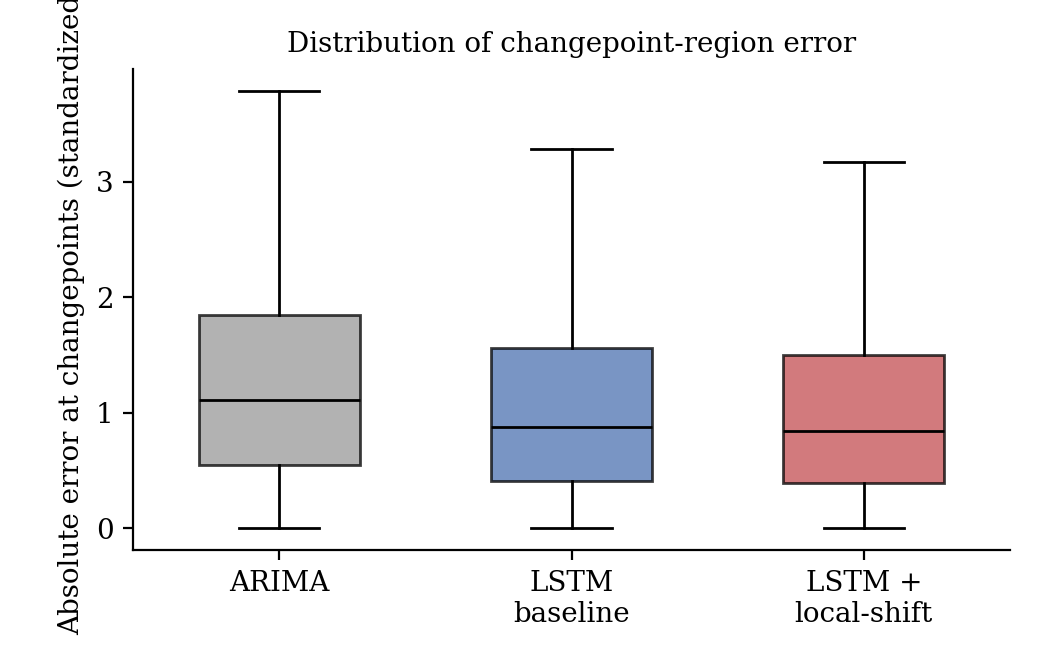 Distribution of changepoint-region error
Absolute error at changepoints (standardized
3
2
1
0
ARIMA
LSTM
baseline
LSTM +
local-shift